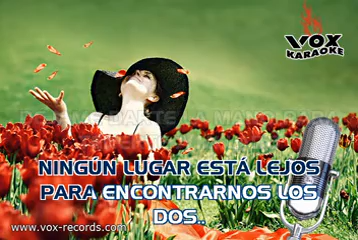 VOX
KARAOKE
NINGÚN LUGAR ESTÁ LEJOS
PARA ENCONTRARNOS LOS
DOS..
www.vox-records.com